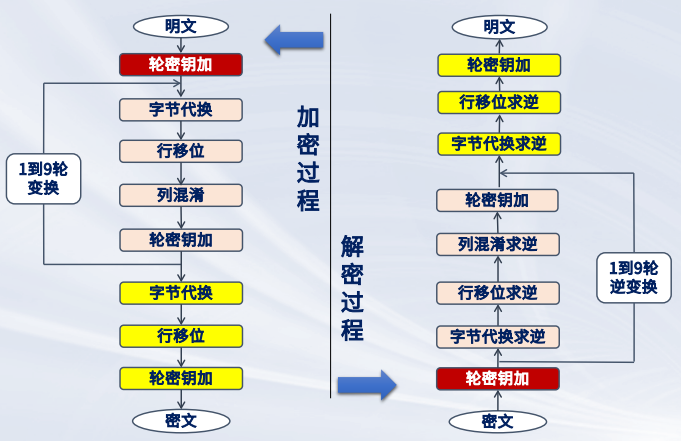 明文
轮密钥加
字节代换
行移位
列混淆
轮密钥加
1到9轮
变换
字节代换
行移位
轮密钥加
密文
加密过程
解密过程
明文
轮密钥加
行移位求逆
字节代换求逆
轮密钥加
列混淆求逆
行移位求逆
字节代换求逆
1到9轮
逆变换
轮密钥加
密文